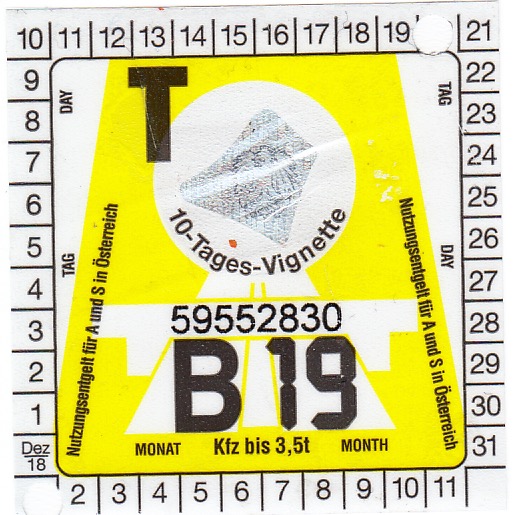 10 11 12 13 14 15 16 17 18 19 21
9 22
8 23
7 24
6 25
5 26
4 27
3 28
2 29
1 30
Dez 18 31
2 3 4 5 6 7 8 9 10 11
DAY
TAG
T
10-Tages-Vignette
TAG
DAY
Nutzungsentgelt für A und S in Österreich
Nutzungsentgelt für A und S in Österreich
59552830
B 19
MONAT Kfz bis 3,5t MONTH